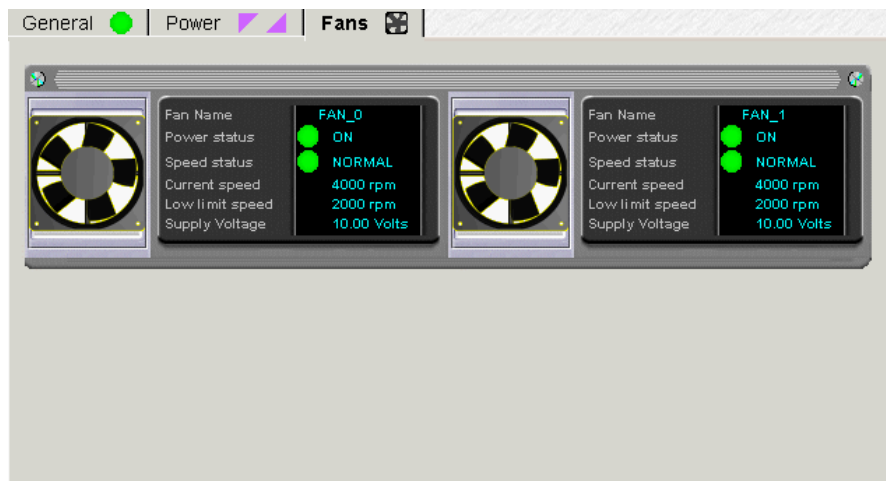 General Power Fans
Fan Name FAN_0
Power status ON
Speed status NORMAL
Current speed 4000 rpm
Low limit speed 2000 rpm
Supply Voltage 10.00 Volts
Fan Name FAN_1
Power status ON
Speed status NORMAL
Current speed 4000 rpm
Low limit speed 2000 rpm
Supply Voltage 10.00 Volts